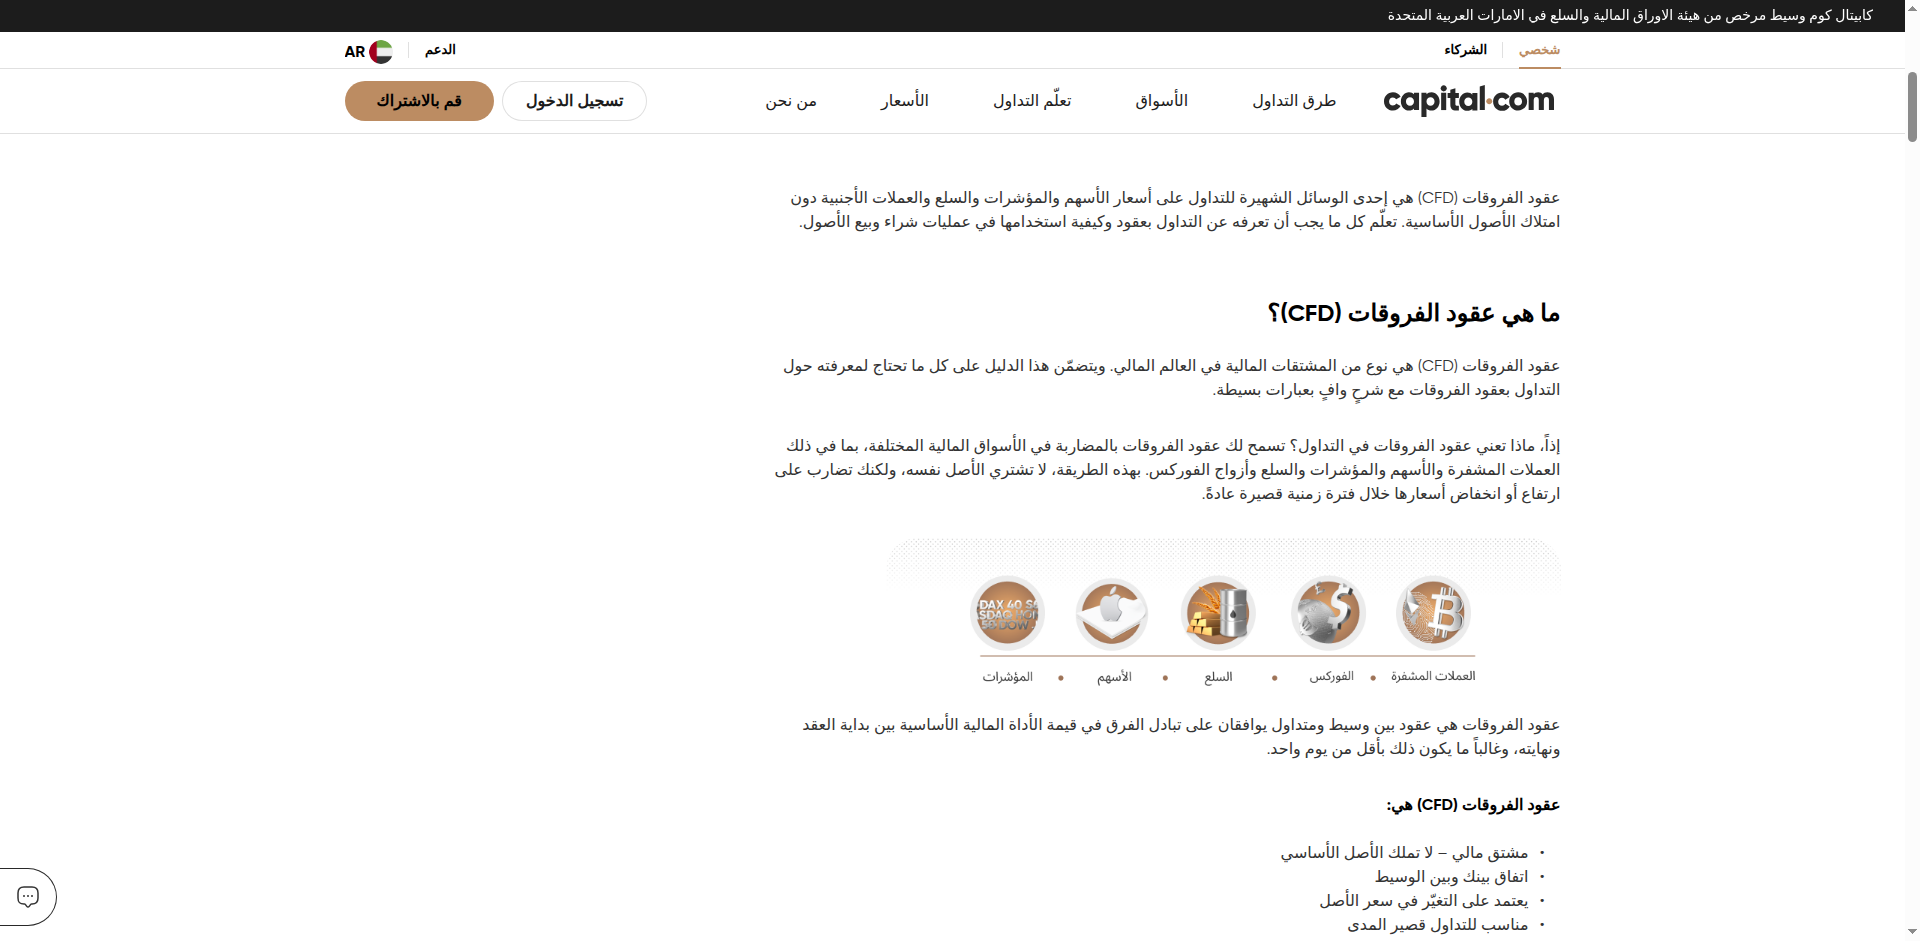 كابيتال كوم وسيط مرخص من هيئة الاوراق المالية والسلع في الامارات العربية المتحدة
شخصي
الشركاء
الدعم
AR
capital.com
طرق التداول
الأسواق
تعلّم التداول
الأسعار
من نحن
تسجيل الدخول
قم بالاشتراك
عقود الفروقات (CFD) هي إحدى الوسائل الشهيرة للتداول على أسعار الأسهم والمؤشرات والسلع والعملات الأجنبية دون
امتلاك الأصول الأساسية. تعلّم كل ما يجب أن تعرفه عن التداول بعقود وكيفية استخدامها في عمليات شراء وبيع الأصول.
ما هي عقود الفروقات (CFD)؟
عقود الفروقات (CFD) هي نوع من المشتقات المالية في العالم المالي. ويتضمّن هذا الدليل على كل ما تحتاج لمعرفته حول
التداول بعقود الفروقات مع شرحٍ وافٍ بعبارات بسيطة.
إذاً، ماذا تعني عقود الفروقات في التداول؟ تسمح لك عقود الفروقات بالمضاربة في الأسواق المالية المختلفة، بما في ذلك
العملات المشفرة والأسهم والمؤشرات والسلع وأزواج الفوركس. بهذه الطريقة، لا تشتري الأصل نفسه، ولكنك تضارب على
ارتفاع أو انخفاض أسعارها خلال فترة زمنية قصيرة عادةً.
العملات المشفرة • الفوركس • السلع • الأسهم • المؤشرات
عقود الفروقات هي عقود بين وسيط ومتداول يوافقان على تبادل الفرق في قيمة الأداة المالية الأساسية بين بداية العقد
ونهايته، وغالباً ما يكون ذلك بأقل من يوم واحد.
عقود الفروقات (CFD) هي:
• مشتق مالي – لا تملك الأصل الأساسي
• اتفاق بينك وبين الوسيط
• يعتمد على التغيّر في سعر الأصل
• مناسب للتداول قصير المدى